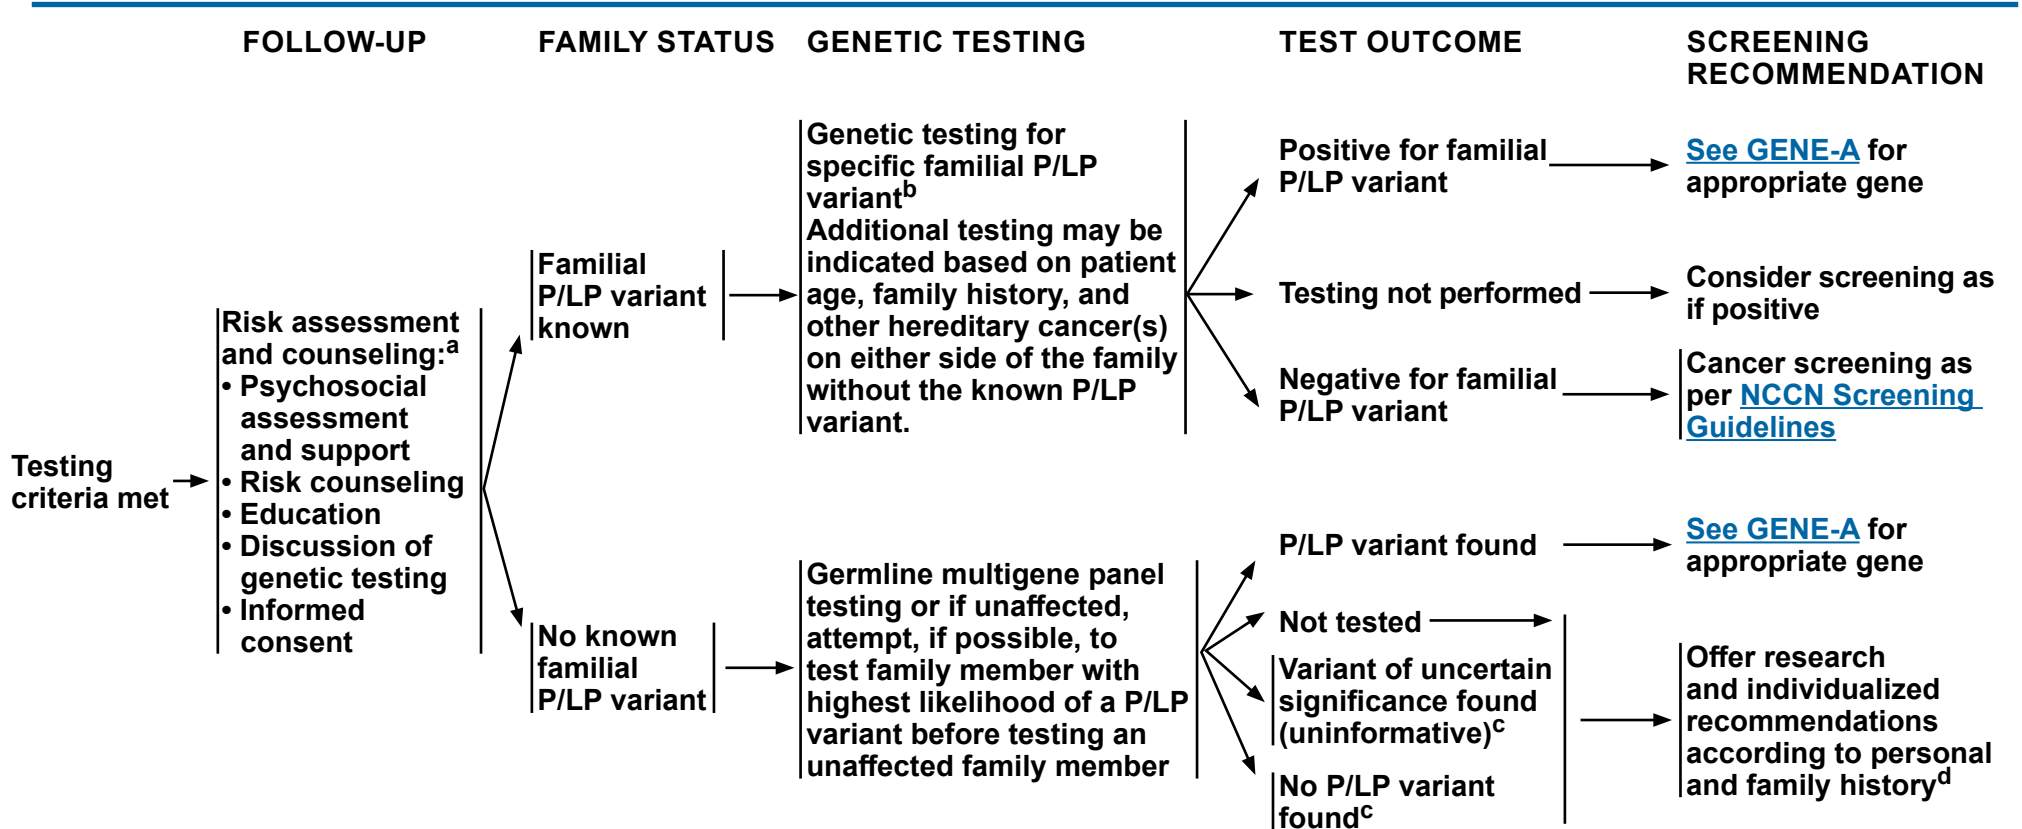 FOLLOW-UP
FAMILY STATUS
GENETIC TESTING
TEST OUTCOME
SCREENING
RECOMMENDATION
Testing
criteria met
Risk assessment
and counseling:a
• Psychosocial
assessment
and support
• Risk counseling
• Education
• Discussion of
genetic testing
• Informed
consent
Familial
P/LP variant
known
Genetic testing for
specific familial P/LP
variantb
Additional testing may be
indicated based on patient
age, family history, and
other hereditary cancer(s)
on either side of the family
without the known P/LP
variant.
Positive for familial
P/LP variant
See GENE-A for
appropriate gene
Testing not performed
Consider screening as
if positive
Negative for familial
P/LP variant
Cancer screening as
per NCCN Screening
Guidelines
No known
familial
P/LP variant
Germline multigene panel
testing or if unaffected,
attempt, if possible, to
test family member with
highest likelihood of a P/LP
variant before testing an
unaffected family member
P/LP variant found
See GENE-A for
appropriate gene
Not tested
Variant of uncertain
significance found
(uninformative)c
No P/LP variant
foundc
Offer research
and individualized
recommendations
according to personal
and family historyd